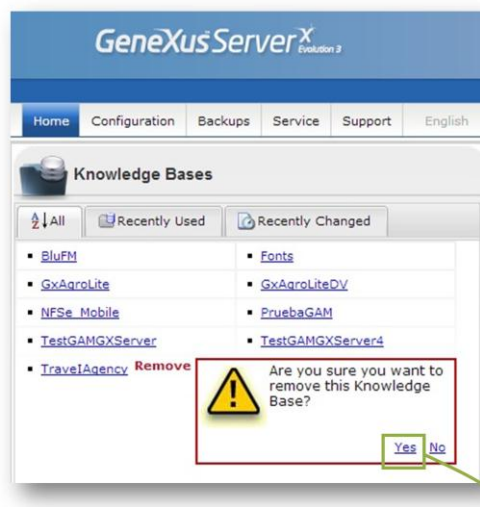 GeneXus Server X
Evolution 3
Home Configuration Backups Service Support English
Knowledge Bases
A Z All Recently Used Recently Changed
BluFM Fonts
GxAgroLite GxAgroLiteDV
NFSe_Mobile PruebaGAM
TestGAMGXServer TestGAMGXServer4
TravelAgency Remove
Are you sure you want to
remove this Knowledge
Base?
Yes No